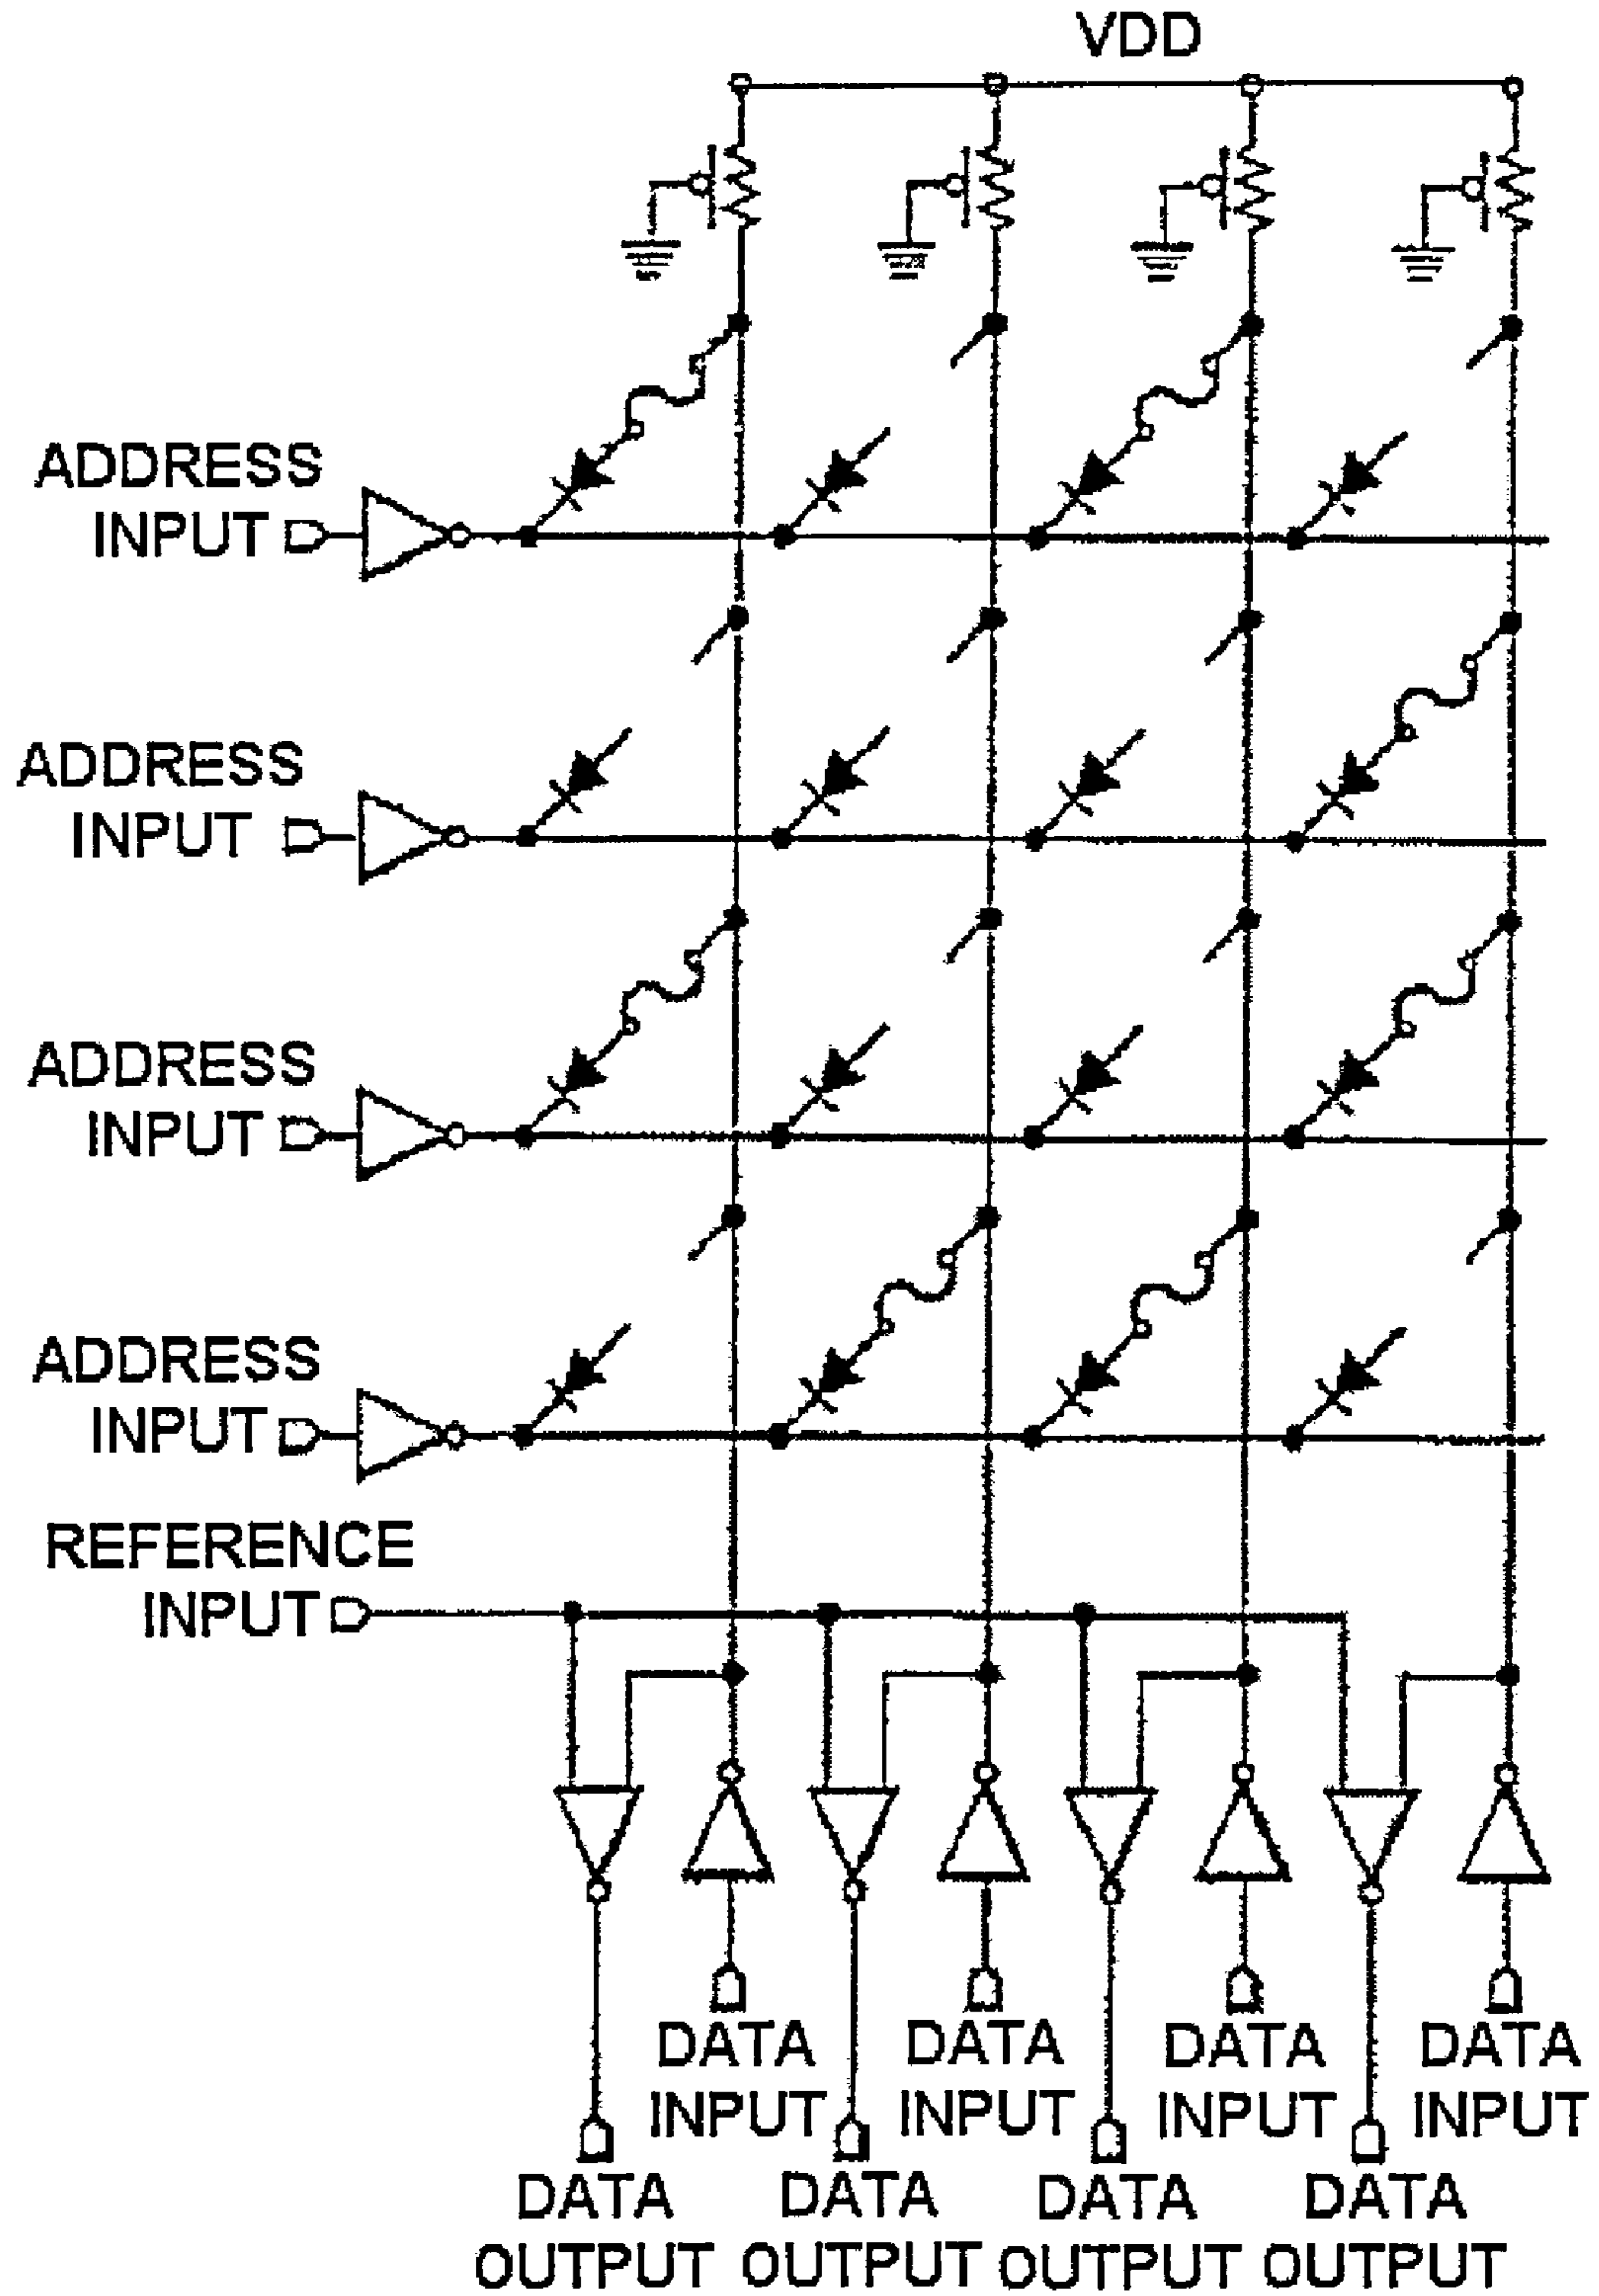 VDD
ADDRESS
INPUT
ADDRESS
INPUT
ADDRESS
INPUT
ADDRESS
INPUT
REFERENCE
INPUT
DATA
INPUT
DATA
INPUT
DATA
INPUT
DATA
INPUT
DATA
OUTPUT
DATA
OUTPUT
DATA
OUTPUT
DATA
OUTPUT